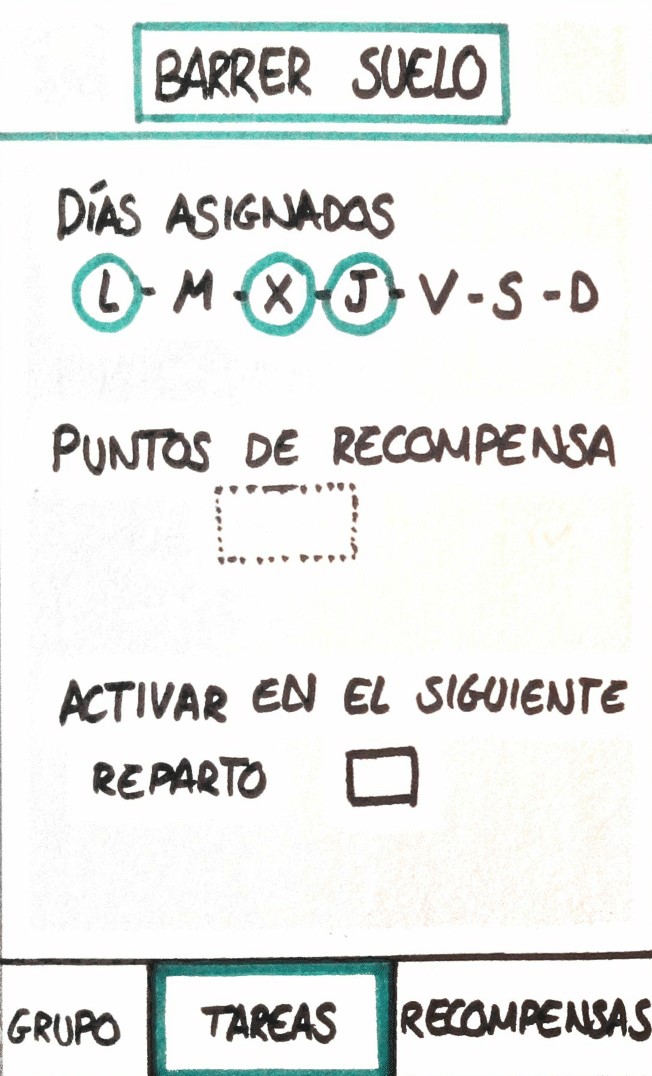 BARRER SUELO
DÍAS ASIGNADOS
L - M - X - J - V - S - D
PUNTOS DE RECOMPENSA
ACTIVAR EN EL SIGUIENTE
REPARTO
GRUPO TAREAS RECOMPENSAS